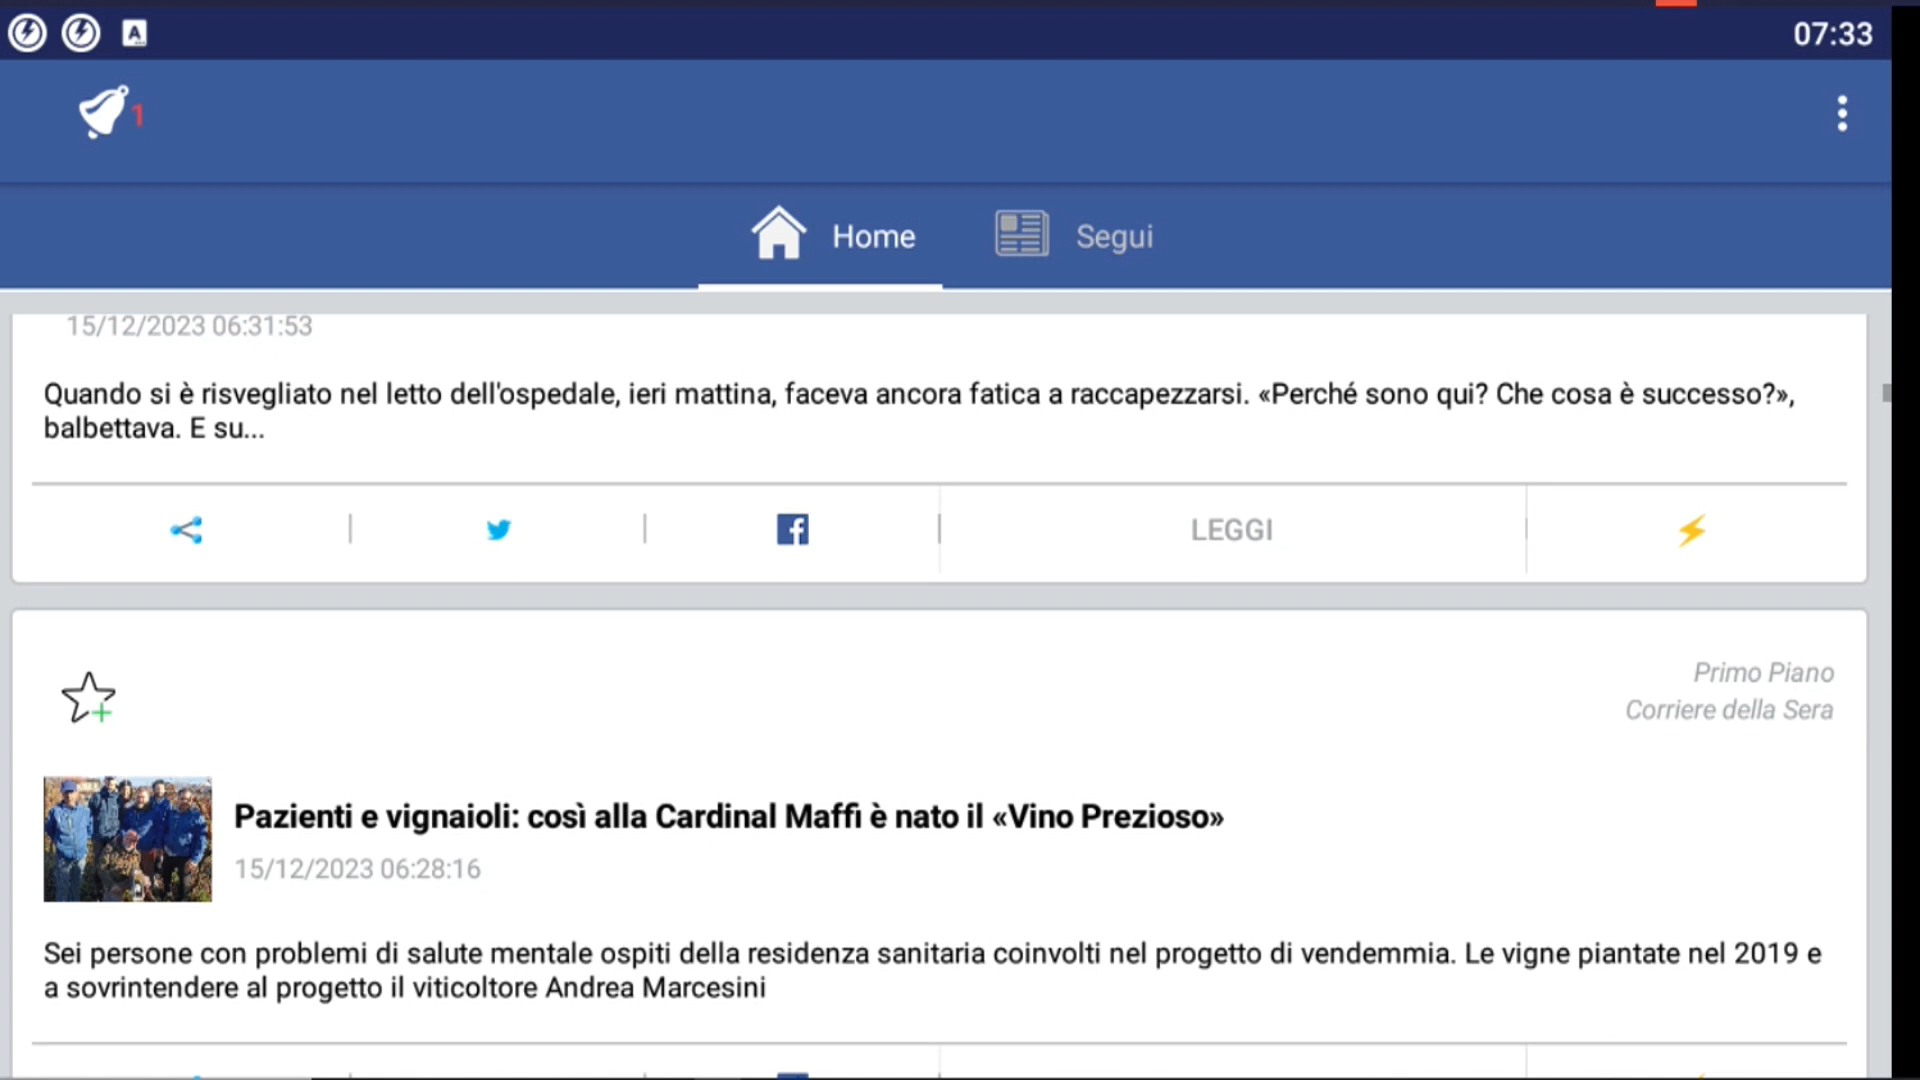 A
07:33
1
Home
Segui
15/12/2023 06:31:53
Quando si è risvegliato nel letto dell'ospedale, ieri mattina, faceva ancora fatica a raccapezzarsi. «Perché sono qui? Che cosa è successo?»,
balbettava. E su...
LEGGI
Primo Piano
Corriere della Sera
Pazienti e vignaioli: così alla Cardinal Maffi è nato il «Vino Prezioso»
15/12/2023 06:28:16
Sei persone con problemi di salute mentale ospiti della residenza sanitaria coinvolti nel progetto di vendemmia. Le vigne piantate nel 2019 e
a sovrintendere al progetto il viticoltore Andrea Marcesini